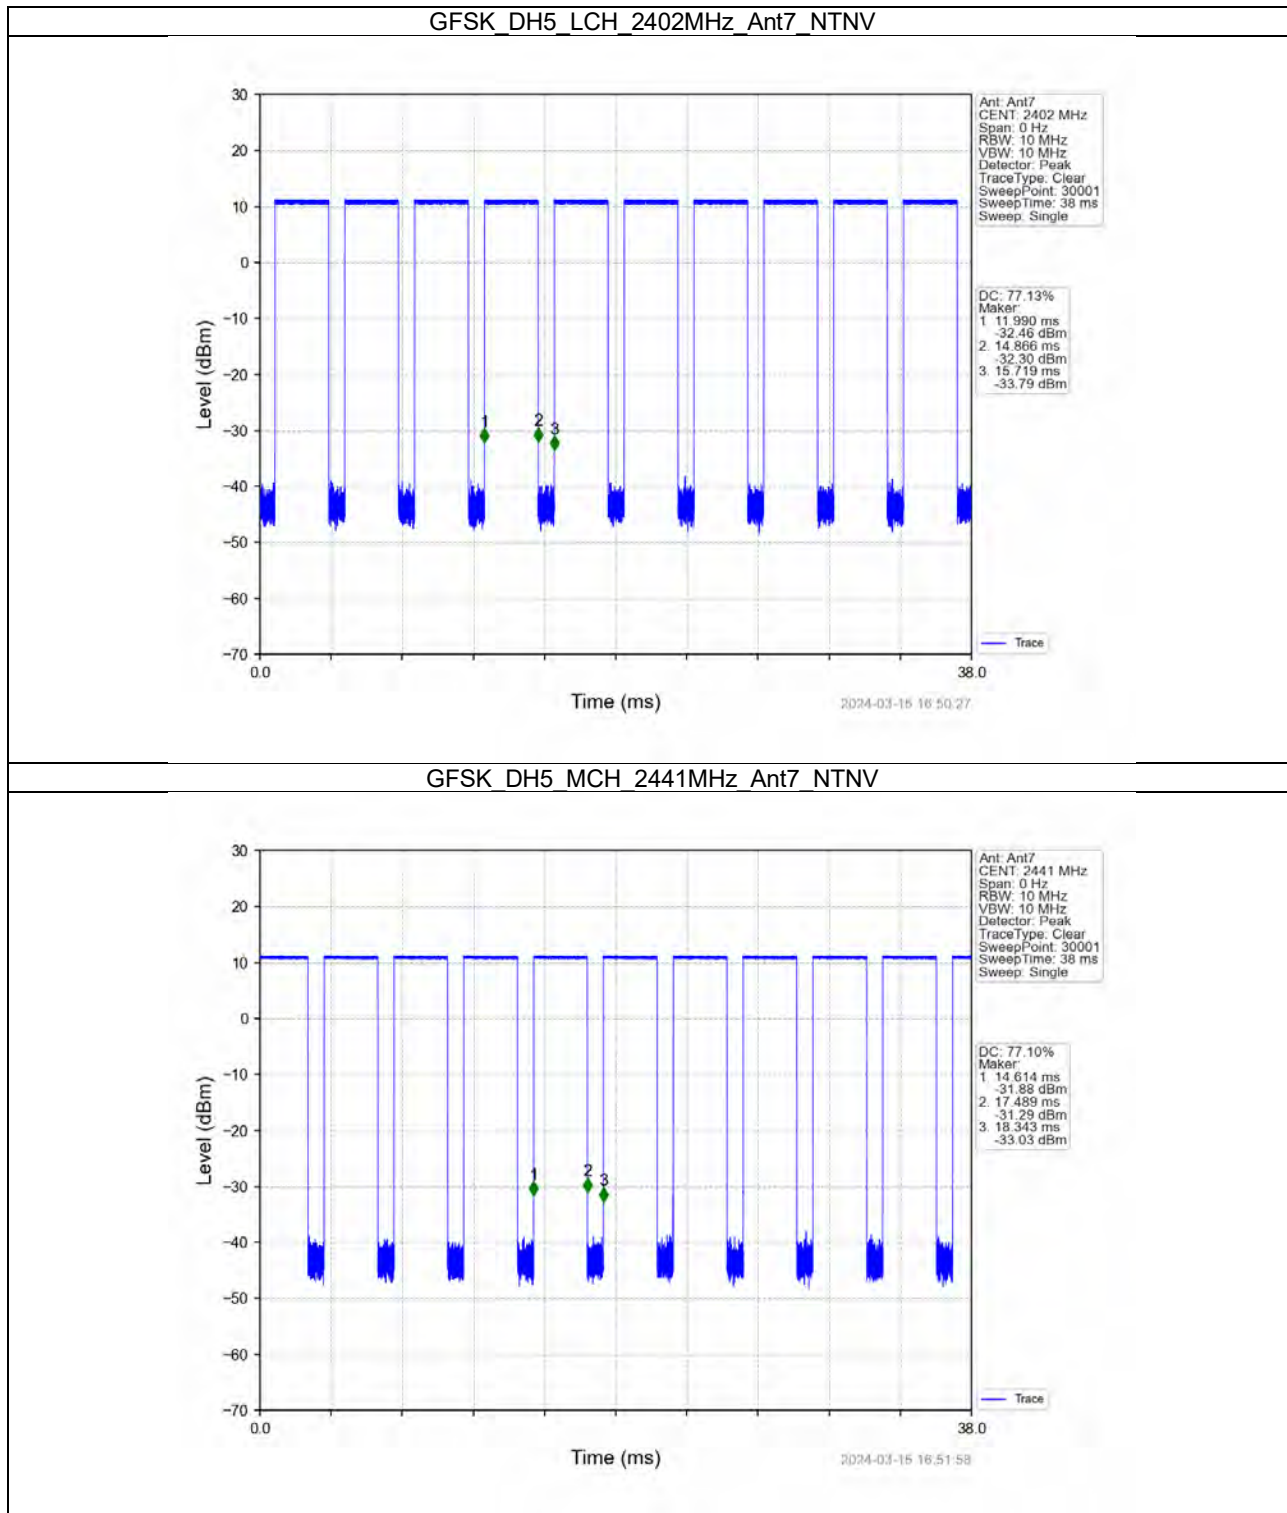 GFSK_DH5_LCH_2402MHz_Ant7_NTNV
30
20
10
0
−10
−20
−30
−40
−50
−60
−70
Level (dBm)
1
2
3
0.0
38.0
Time (ms)
Ant: Ant7
CENT: 2402 MHz
Span: 0 Hz
RBW: 10 MHz
VBW: 10 MHz
Detector: Peak
TraceType: Clear
SweepPoint: 30001
SweepTime: 38 ms
Sweep: Single
DC: 77.13%
Maker:
1. 11.990 ms
-32.46 dBm
2. 14.866 ms
-32.30 dBm
3. 15.719 ms
-33.79 dBm
Trace
2024-03-15 16:50:27
GFSK_DH5_MCH_2441MHz_Ant7_NTNV
30
20
10
0
−10
−20
−30
−40
−50
−60
−70
Level (dBm)
1
2
3
0.0
38.0
Time (ms)
Ant: Ant7
CENT: 2441 MHz
Span: 0 Hz
RBW: 10 MHz
VBW: 10 MHz
Detector: Peak
TraceType: Clear
SweepPoint: 30001
SweepTime: 38 ms
Sweep: Single
DC: 77.10%
Maker:
1. 14.614 ms
-31.88 dBm
2. 17.489 ms
-31.29 dBm
3. 18.343 ms
-33.03 dBm
Trace
2024-03-15 16:51:58